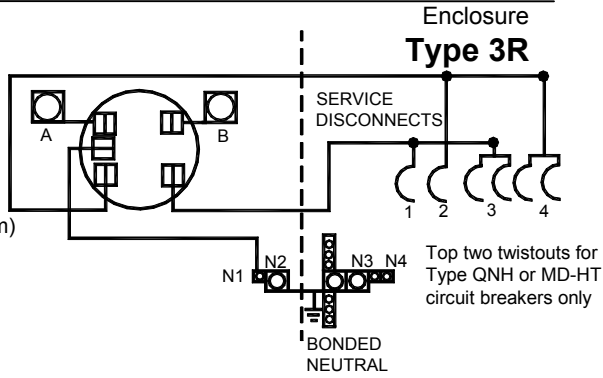 Enclosure
Type 3R
SERVICE
DISCONNECTS
A
B
1
2
3
4
m)
N1
N2
N3
N4
Top two twistouts for
Type QNH or MD-HT
circuit breakers only
BONDED
NEUTRAL